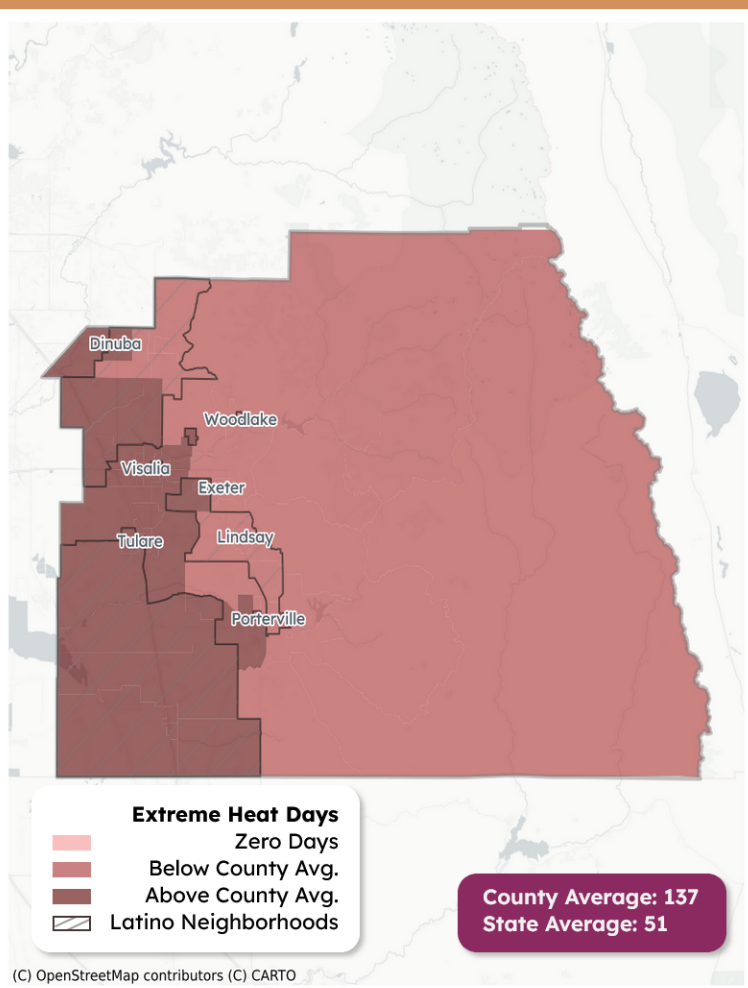 Dinuba
Woodlake
Visalia
Exeter
Tulare
Lindsay
Porterville
Extreme Heat Days
Zero Days
Below County Avg.
Above County Avg.
Latino Neighborhoods
County Average: 137
State Average: 51
(C) OpenStreetMap contributors (C) CARTO